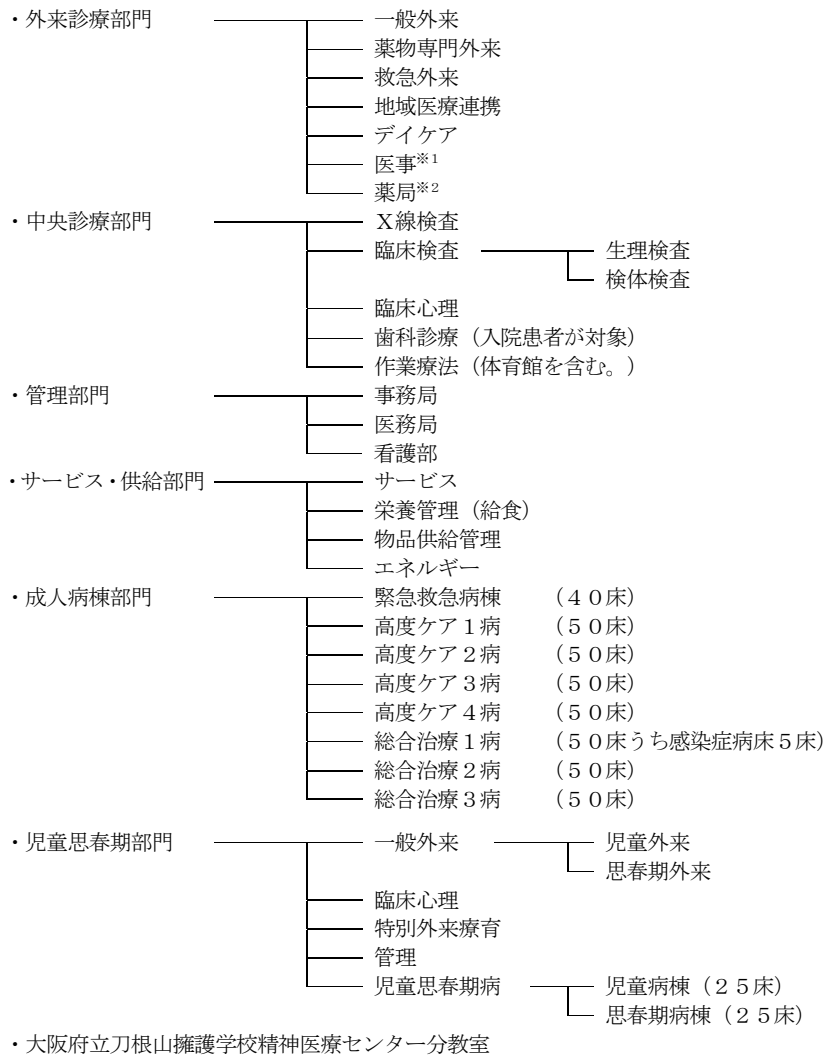 ・外来診療部門 一般外来
薬物専門外来
救急外来
地域医療連携
デイケア
医事※1
薬局※2
・中央診療部門 X線検査
臨床検査 生理検査
検体検査
臨床心理
歯科診療（入院患者が対象）
作業療法（体育館を含む。）
・管理部門 事務局
医務局
看護部
・サービス・供給部門 サービス
栄養管理（給食）
物品供給管理
エネルギー
・成人病棟部門 緊急救急病棟 （４０床）
高度ケア１病 （５０床）
高度ケア２病 （５０床）
高度ケア３病 （５０床）
高度ケア４病 （５０床）
総合治療１病 （５０床うち感染症病床５床）
総合治療２病 （５０床）
総合治療３病 （５０床）
・児童思春期部門 一般外来 児童外来
思春期外来
臨床心理
特別外来療育
管理
児童思春期病 児童病棟（２５床）
思春期病棟（２５床）
・大阪府立刀根山擁護学校精神医療センター分教室